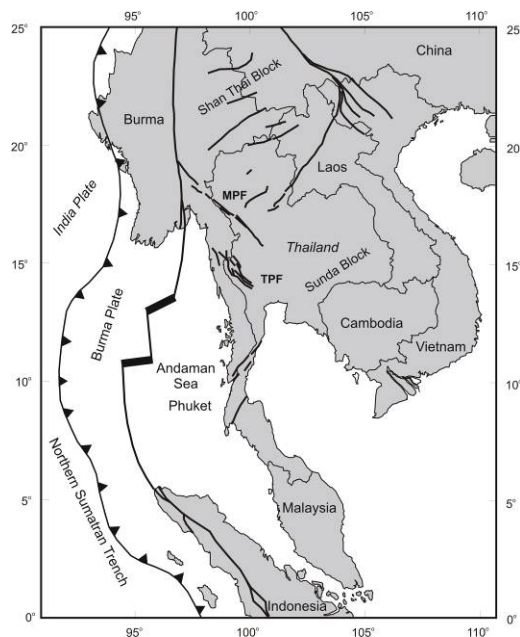 95° 100° 105° 110°
25° 25°
China
Shan Thai Block
Burma
20° 20°
Laos
MPF
India Plate
Thailand
Sunda Block
15° 15°
TPF
Burma Plate
Cambodia
Vietnam
Andaman
Sea
10° 10°
Phuket
Northern Sumatran Trench
5° 5°
Malaysia
Indonesia
0° 0°
95° 100° 105° 110°